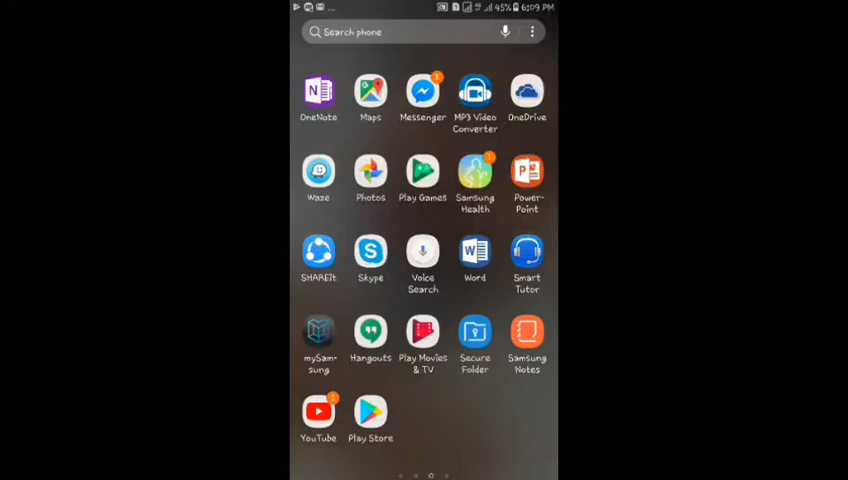 45% 6:09 PM
Search phone
OneNote Maps Messenger MP3 Video Converter OneDrive
Waze Photos Play Games Samsung Health Power-Point
SHAREit Skype Voice Search Word Smart Tutor
mySam-sung Hangouts Play Movies & TV Secure Folder Samsung Notes
YouTube Play Store